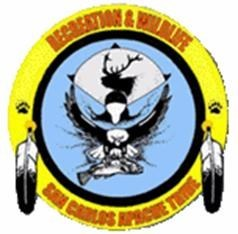 RECREATION & WILDLIFE
SAN CARLOS APACHE TRIBE